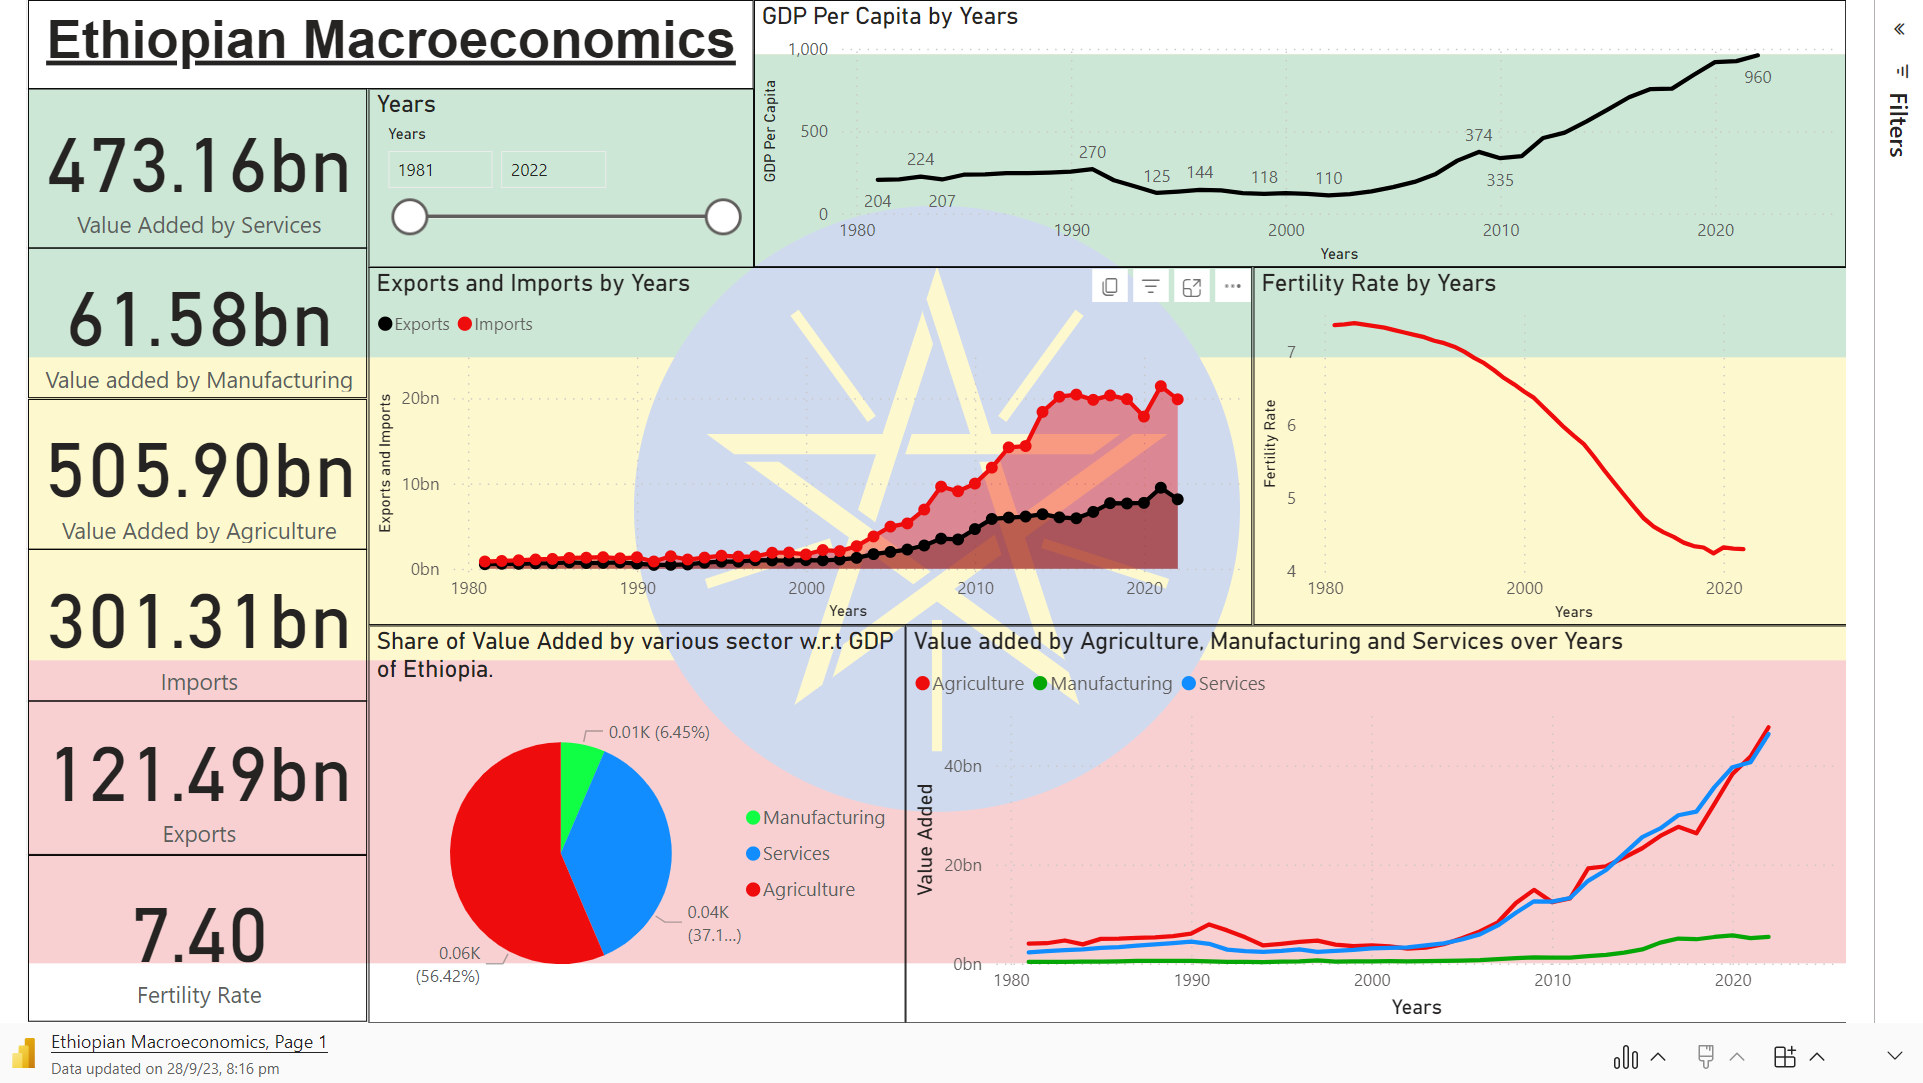 Ethiopian Macroeconomics
473.16bn
Value Added by Services
61.58bn
Value added by Manufacturing
505.90bn
Value Added by Agriculture
301.31bn
Imports
121.49bn
Exports
7.40
Fertility Rate
Years
Years
1981 2022
GDP Per Capita by Years
GDP Per Capita
1,000
500
0
204
224
207
270
125
144
118
110
374
335
960
1980 1990 2000 2010 2020
Years
Exports and Imports by Years
Exports Imports
Exports and Imports
20bn
10bn
0bn
1980 1990 2000 2010 2020
Years
Fertility Rate by Years
Fertility Rate
7
6
5
4
1980 2000 2020
Years
Share of Value Added by various sector w.r.t GDP
of Ethiopia.
0.01K (6.45%)
0.04K
(37.1...)
0.06K
(56.42%)
Manufacturing
Services
Agriculture
Value added by Agriculture, Manufacturing and Services over Years
Agriculture Manufacturing Services
Value Added
40bn
20bn
0bn
1980 1990 2000 2010 2020
Years
Filters
Ethiopian Macroeconomics, Page 1
Data updated on 28/9/23, 8:16 pm